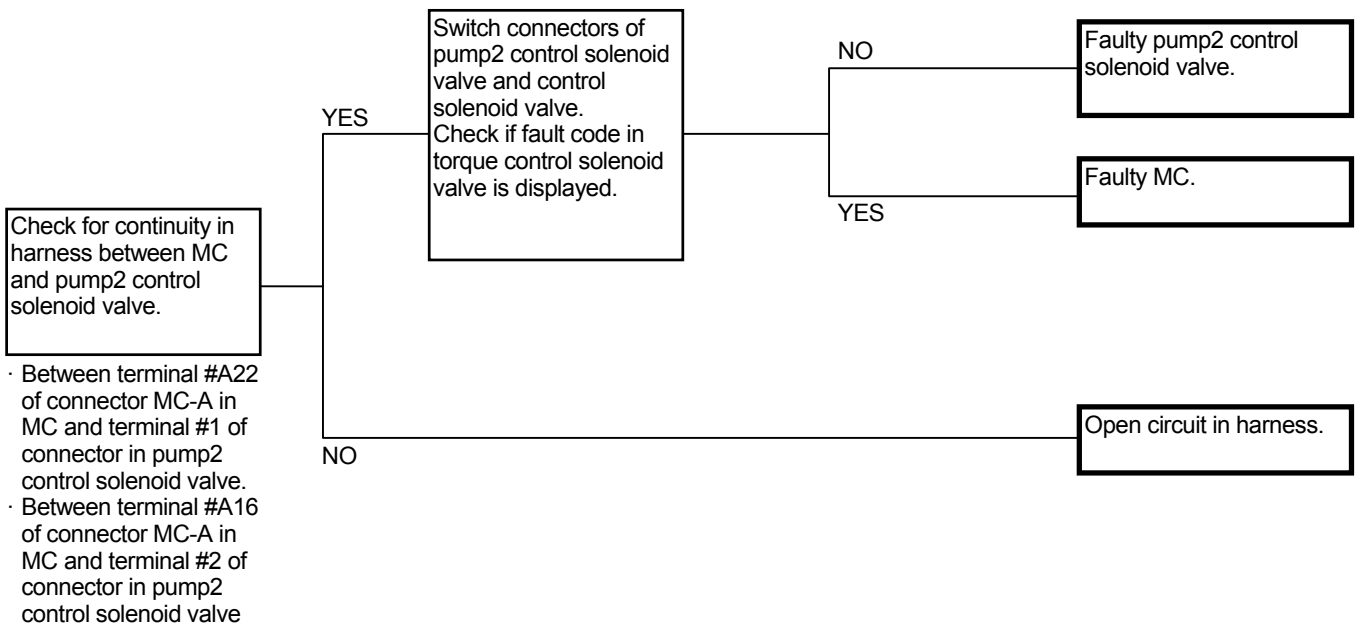 Check for continuity in
harness between MC
and pump2 control
solenoid valve.
· Between terminal #A22
of connector MC-A in
MC and terminal #1 of
connector in pump2
control solenoid valve.
· Between terminal #A16
of connector MC-A in
MC and terminal #2 of
connector in pump2
control solenoid valve
YES
Switch connectors of
pump2 control solenoid
valve and control
solenoid valve.
Check if fault code in
torque control solenoid
valve is displayed.
NO
Faulty pump2 control
solenoid valve.
YES
Faulty MC.
NO
Open circuit in harness.